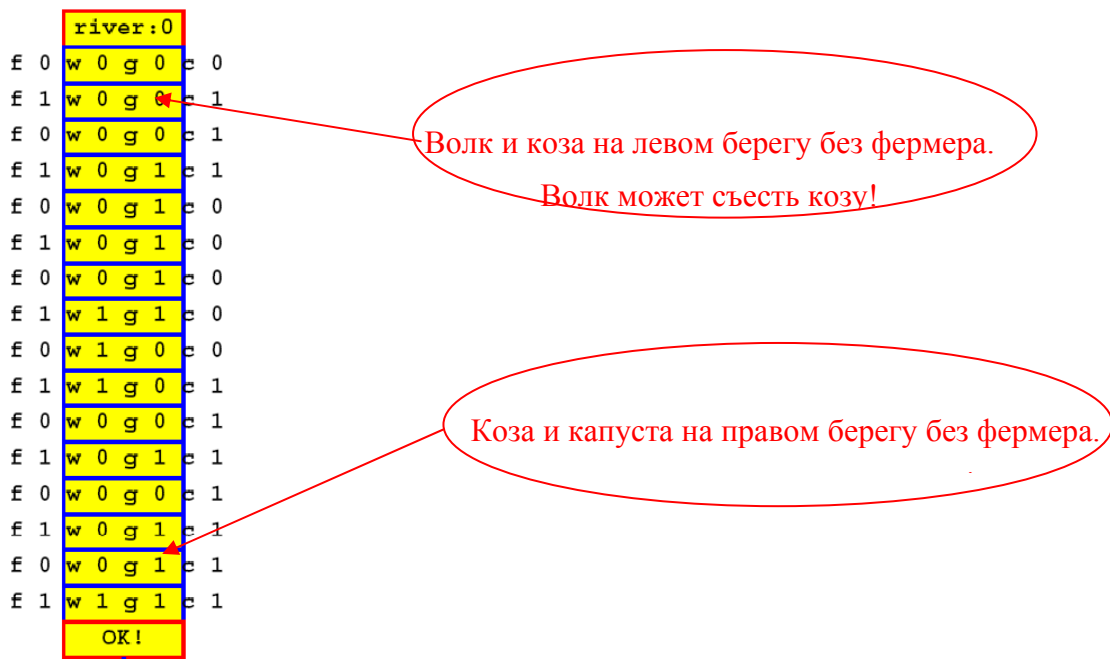 river:0
f 0 w 0 g 0 c 0
f 1 w 0 g 0 c 1
f 0 w 0 g 0 c 1
f 1 w 0 g 1 c 1
f 0 w 0 g 1 c 0
f 1 w 0 g 1 c 0
f 0 w 0 g 1 c 0
f 1 w 1 g 1 c 0
f 0 w 1 g 0 c 0
f 1 w 1 g 0 c 1
f 0 w 0 g 0 c 1
f 1 w 0 g 1 c 1
f 0 w 0 g 0 c 1
f 1 w 0 g 1 c 1
f 0 w 0 g 1 c 1
f 1 w 1 g 1 c 1
OK!
Волк и коза на левом берегу без фермера.
Волк может съесть козу!
Коза и капуста на правом берегу без фермера.